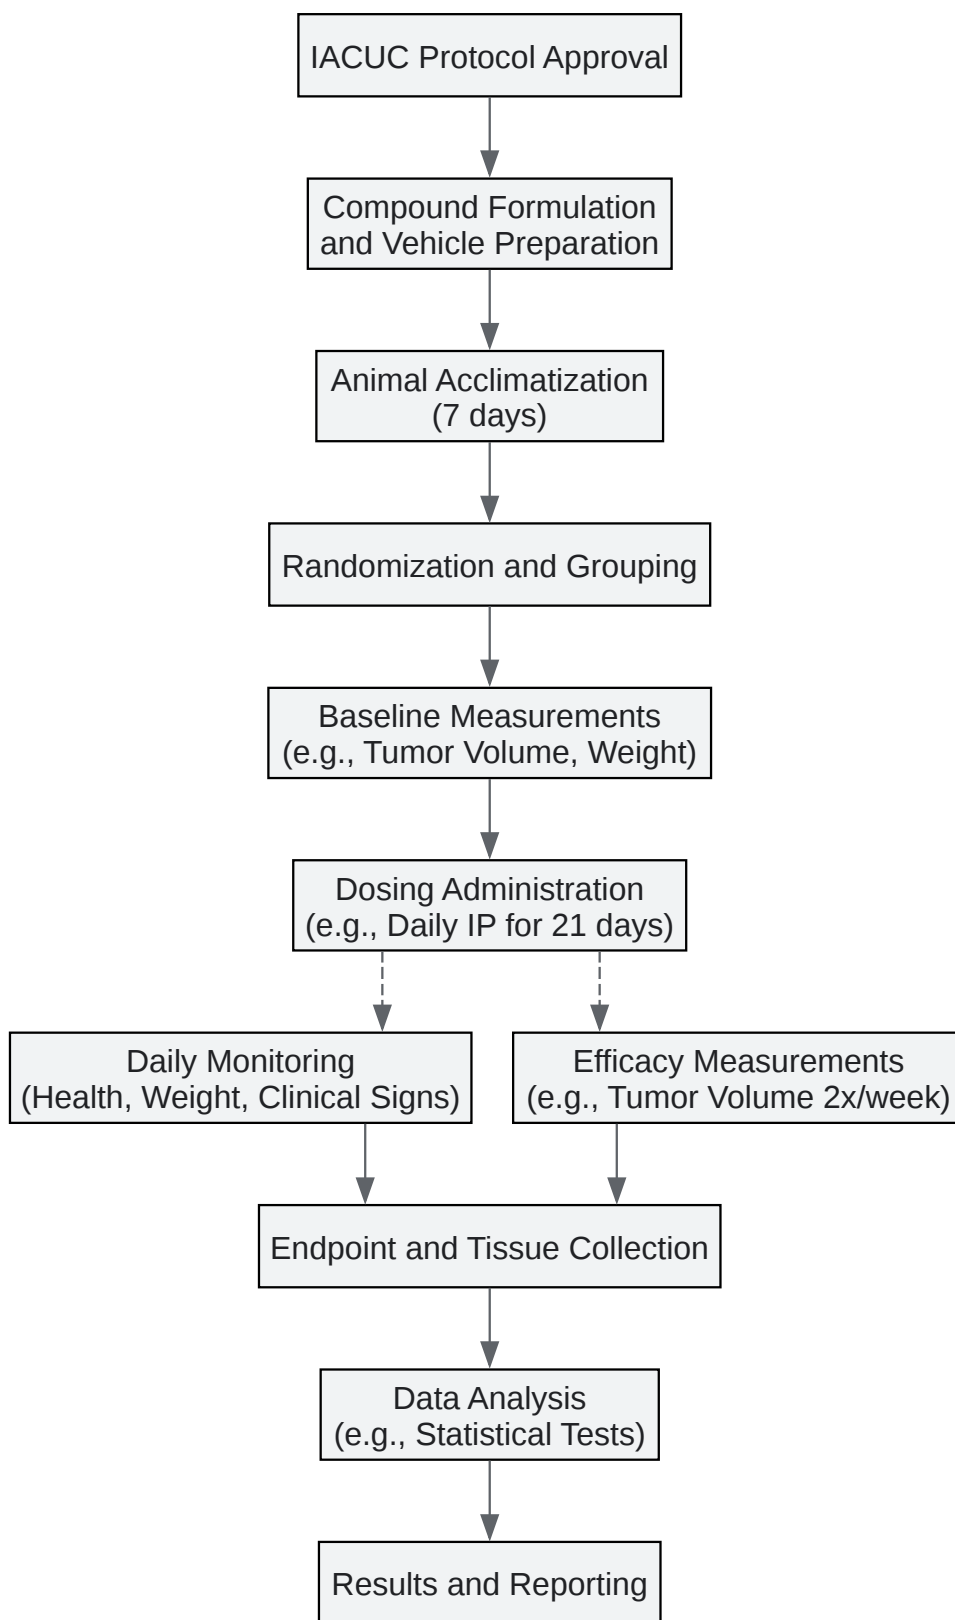 IACUC Protocol Approval
Compound Formulation
and Vehicle Preparation
Animal Acclimatization
(7 days)
Randomization and Grouping
Baseline Measurements
(e.g., Tumor Volume, Weight)
Dosing Administration
(e.g., Daily IP for 21 days)
Daily Monitoring
(Health, Weight, Clinical Signs)
Efficacy Measurements
(e.g., Tumor Volume 2x/week)
Endpoint and Tissue Collection
Data Analysis
(e.g., Statistical Tests)
Results and Reporting